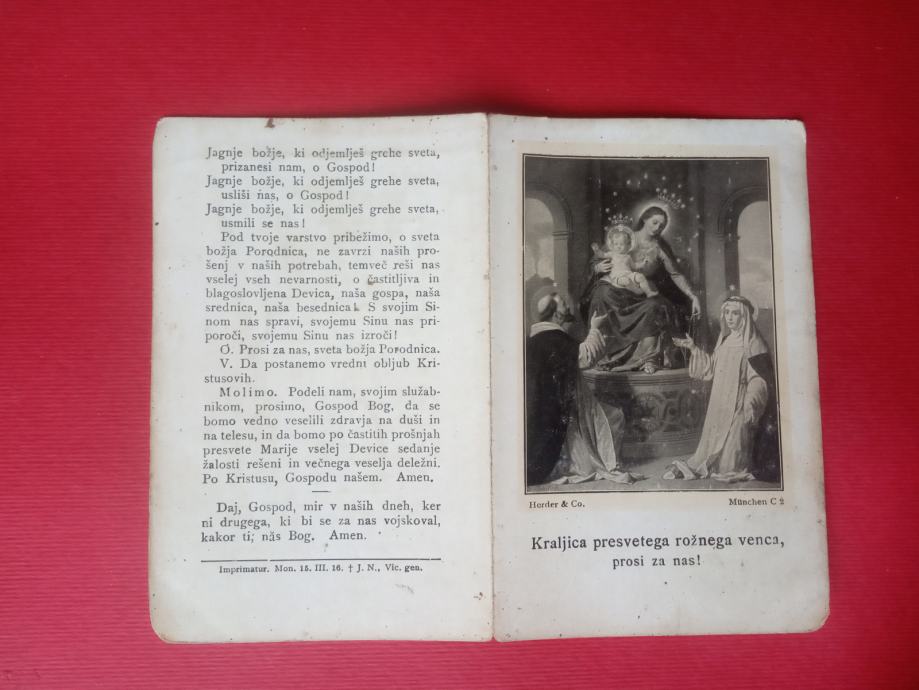 Jagnje božje, ki odjemlješ grehe sveta,
prizanesi nam, o Gospod!
Jagnje božje, ki odjemlješ grehe sveta,
usliši nas, o Gospod!
Jagnje božje, ki odjemlješ grehe sveta,
usmili se nas!
Pod tvoje varstvo pribežimo, o sveta
božja Porodnica, ne zavrzi naših pro-
šenj v naših potrebah, temveč reši nas
vselej vseh nevarnosti, o častitljiva in
blagoslovljena Devica, naša gospa, naša
srednica, naša besednica! S svojim Si-
nom nas spravi, svojemu Sinu nas pri-
poroči, svojemu Sinu nas izroči!
O. Prosi za nas, sveta božja Porodnica.
V. Da postanemo vredni obljub Kri-
stusovih.
Molimo. Podeli nam, svojim služab-
nikom, prosimo, Gospod Bog, da se
bomo vedno veselili zdravja na duši in
na telesu, in da bomo po častitih prošnjah
presvete Marije vselej Device sedanje
žalosti rešeni in večnega veselja deležni.
Po Kristusu, Gospodu našem. Amen.
Daj, Gospod, mir v naših dneh, ker
ni drugega, ki bi se za nas vojskoval,
kakor ti, nas Bog. Amen.
Imprimatur. Mon. 15. III. 16. † J. N., Vic. gen.
Herder & Co. München C 2
Kraljica presvetega rožnega venca,
prosi za nas!